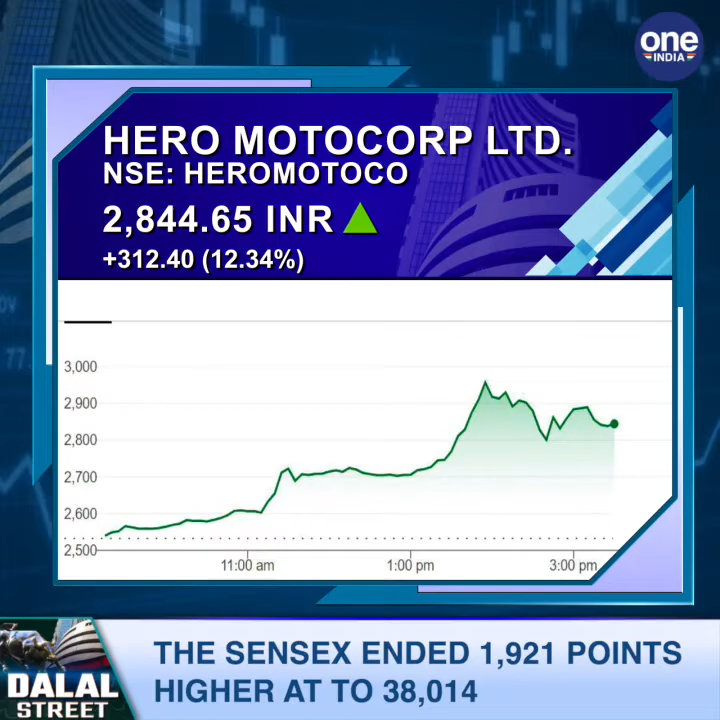 one
INDIA
HERO MOTOCORP LTD.
NSE: HEROMOTOCO
2,844.65 INR
+312.40 (12.34%)
3,000
2,900
2,800
2,700
2,600
2,500
11:00 am
1:00 pm
3:00 pm
DALAL
STREET
THE SENSEX ENDED 1,921 POINTS
HIGHER AT TO 38,014